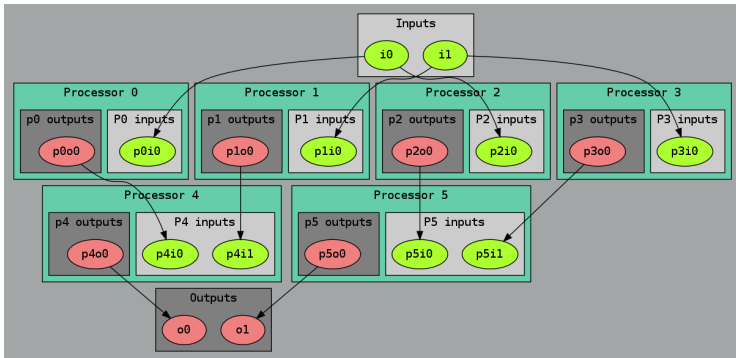 Inputs
i0 i1
Processor 0 Processor 1 Processor 2 Processor 3
p0 outputs P0 inputs p1 outputs P1 inputs p2 outputs P2 inputs p3 outputs P3 inputs
p0o0 p0i0 p1o0 p1i0 p2o0 p2i0 p3o0 p3i0
Processor 4 Processor 5
p4 outputs P4 inputs p5 outputs P5 inputs
p4o0 p4i0 p4i1 p5o0 p5i0 p5i1
Outputs
o0 o1